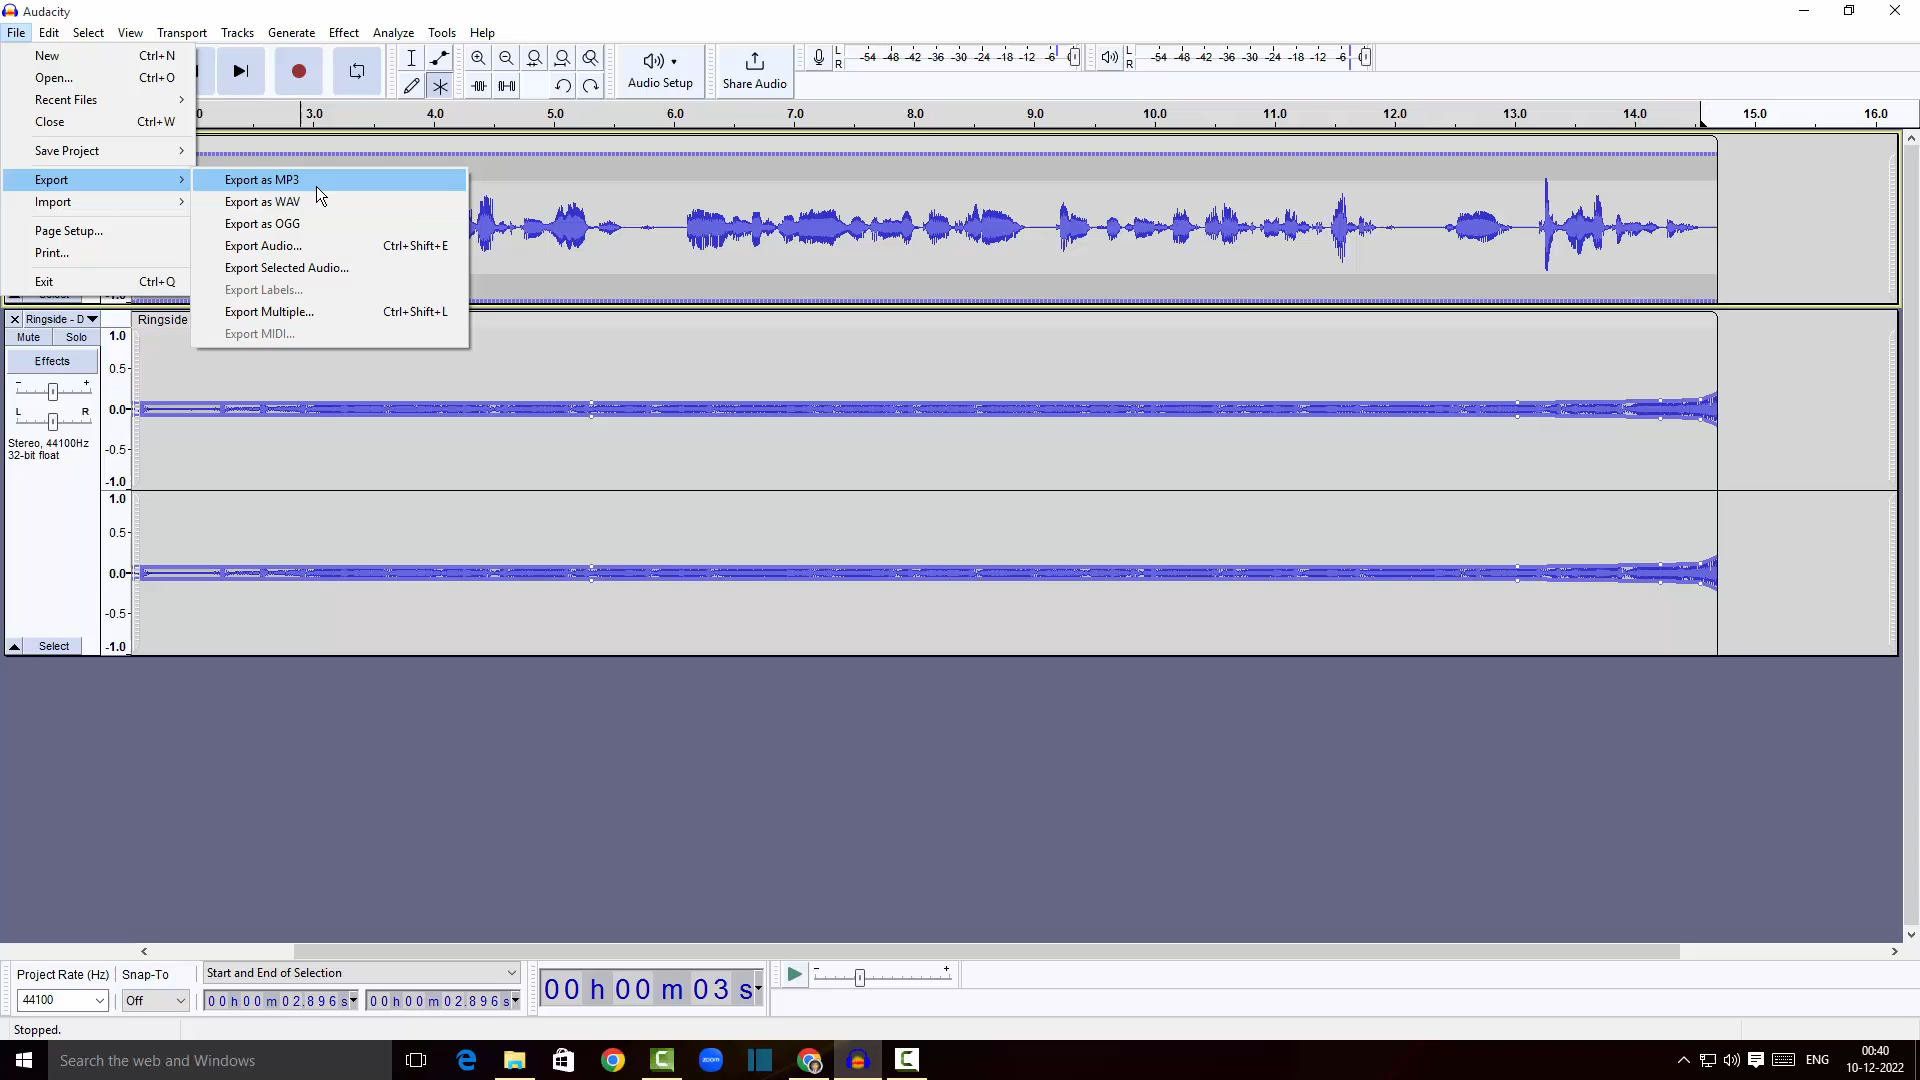 Audacity
File Edit Select View Transport Tracks Generate Effect Analyze Tools Help
New Ctrl+N
Open... Ctrl+O
Recent Files
Close Ctrl+W
Save Project
Export
Import
Page Setup...
Print...
Exit Ctrl+Q
Export as MP3
Export as WAV
Export as OGG
Export Audio... Ctrl+Shift+E
Export Selected Audio...
Export Labels...
Export Multiple... Ctrl+Shift+L
Export MIDI...
Audio Setup
Share Audio
L
R
-54 -48 -42 -36 -30 -24 -18 -12 -6
L
R
-54 -48 -42 -36 -30 -24 -18 -12 -6
3.0 4.0 5.0 6.0 7.0 8.0 9.0 10.0 11.0 12.0 13.0 14.0 15.0 16.0
Ringside - D
Ringside
Mute Solo
Effects
- +
L R
Stereo, 44100Hz
32-bit float
Select
1.0
0.5
0.0
-0.5
-1.0
1.0
0.5
0.0
-0.5
-1.0
Project Rate (Hz) Snap-To
Start and End of Selection
44100
Off
00h00m02.896s
00h00m02.896s
00 h 00 m 03 s
- +
Stopped.
Search the web and Windows
zoom
ENG
00:40
10-12-2022